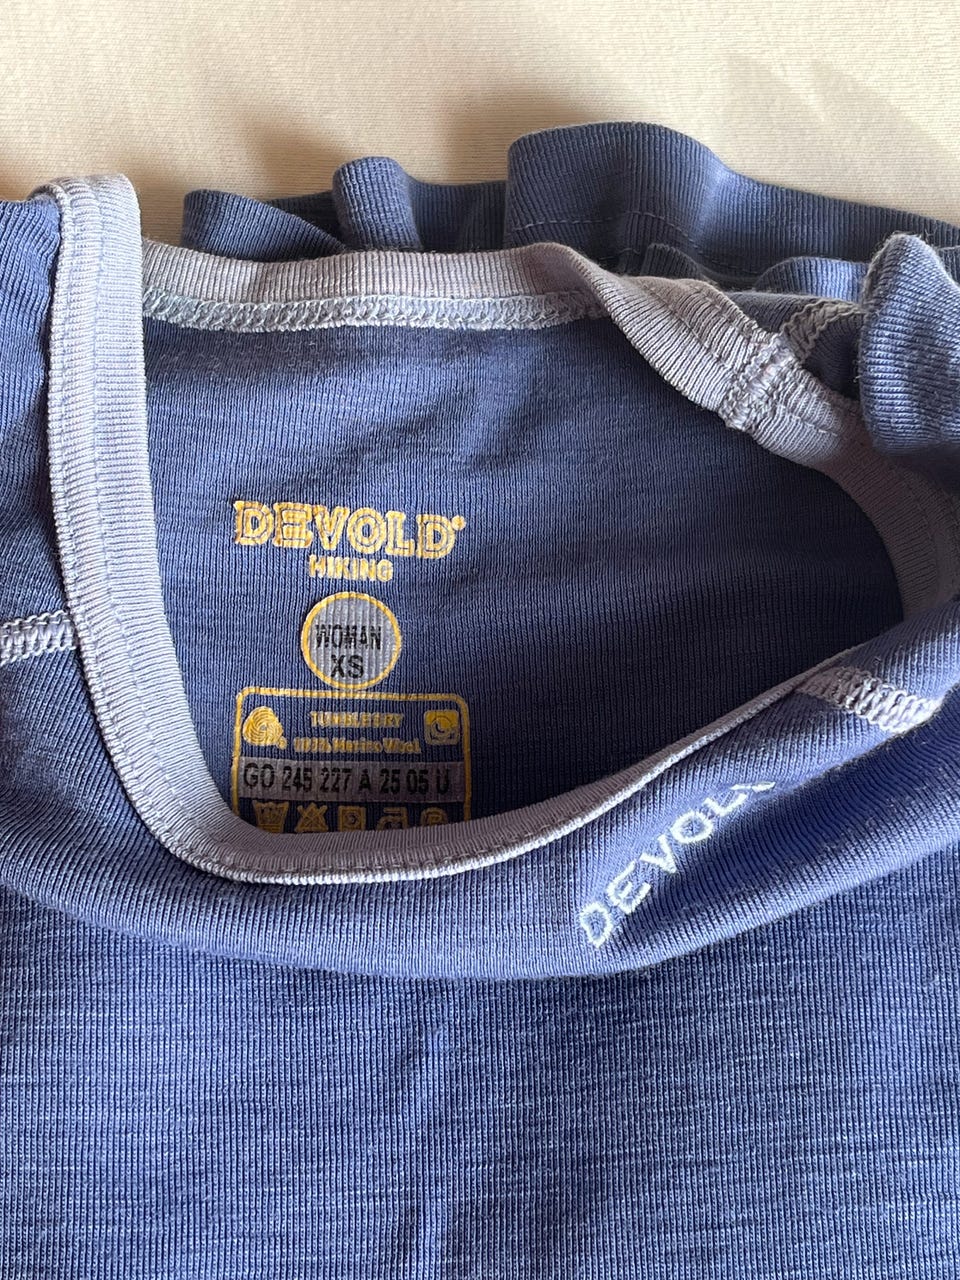 DEVOLD®
HIKING
WOMAN
XS
TUMBLE DRY
100% Merino Wool
GO 245 227 A 25 05 U
DEVOLD